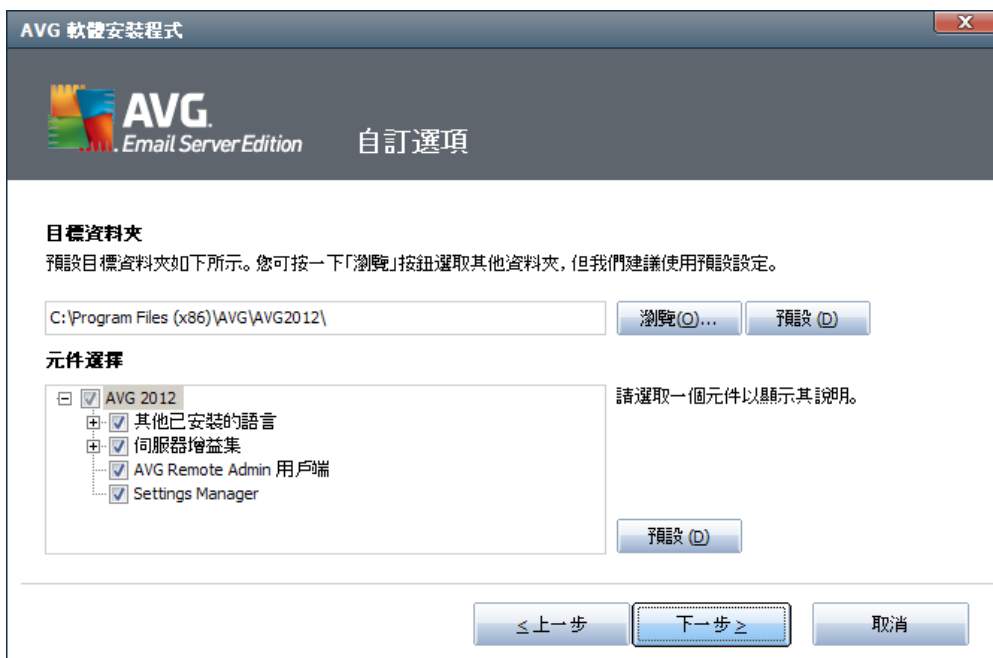 AVG 軟體安裝程式
AVG.
Email Server Edition
自訂選項
目標資料夾
預設目標資料夾如下所示。您可按一下「瀏覽」按鈕選取其他資料夾，但我們建議使用預設設定。
C:\Program Files (x86)\AVG\AVG2012\
瀏覽(O)...
預設 (D)
元件選擇
AVG 2012
其他已安裝的語言
伺服器增益集
AVG Remote Admin 用戶端
Settings Manager
請選取一個元件以顯示其說明。
預設 (D)
<上一步
下一步 >
取消